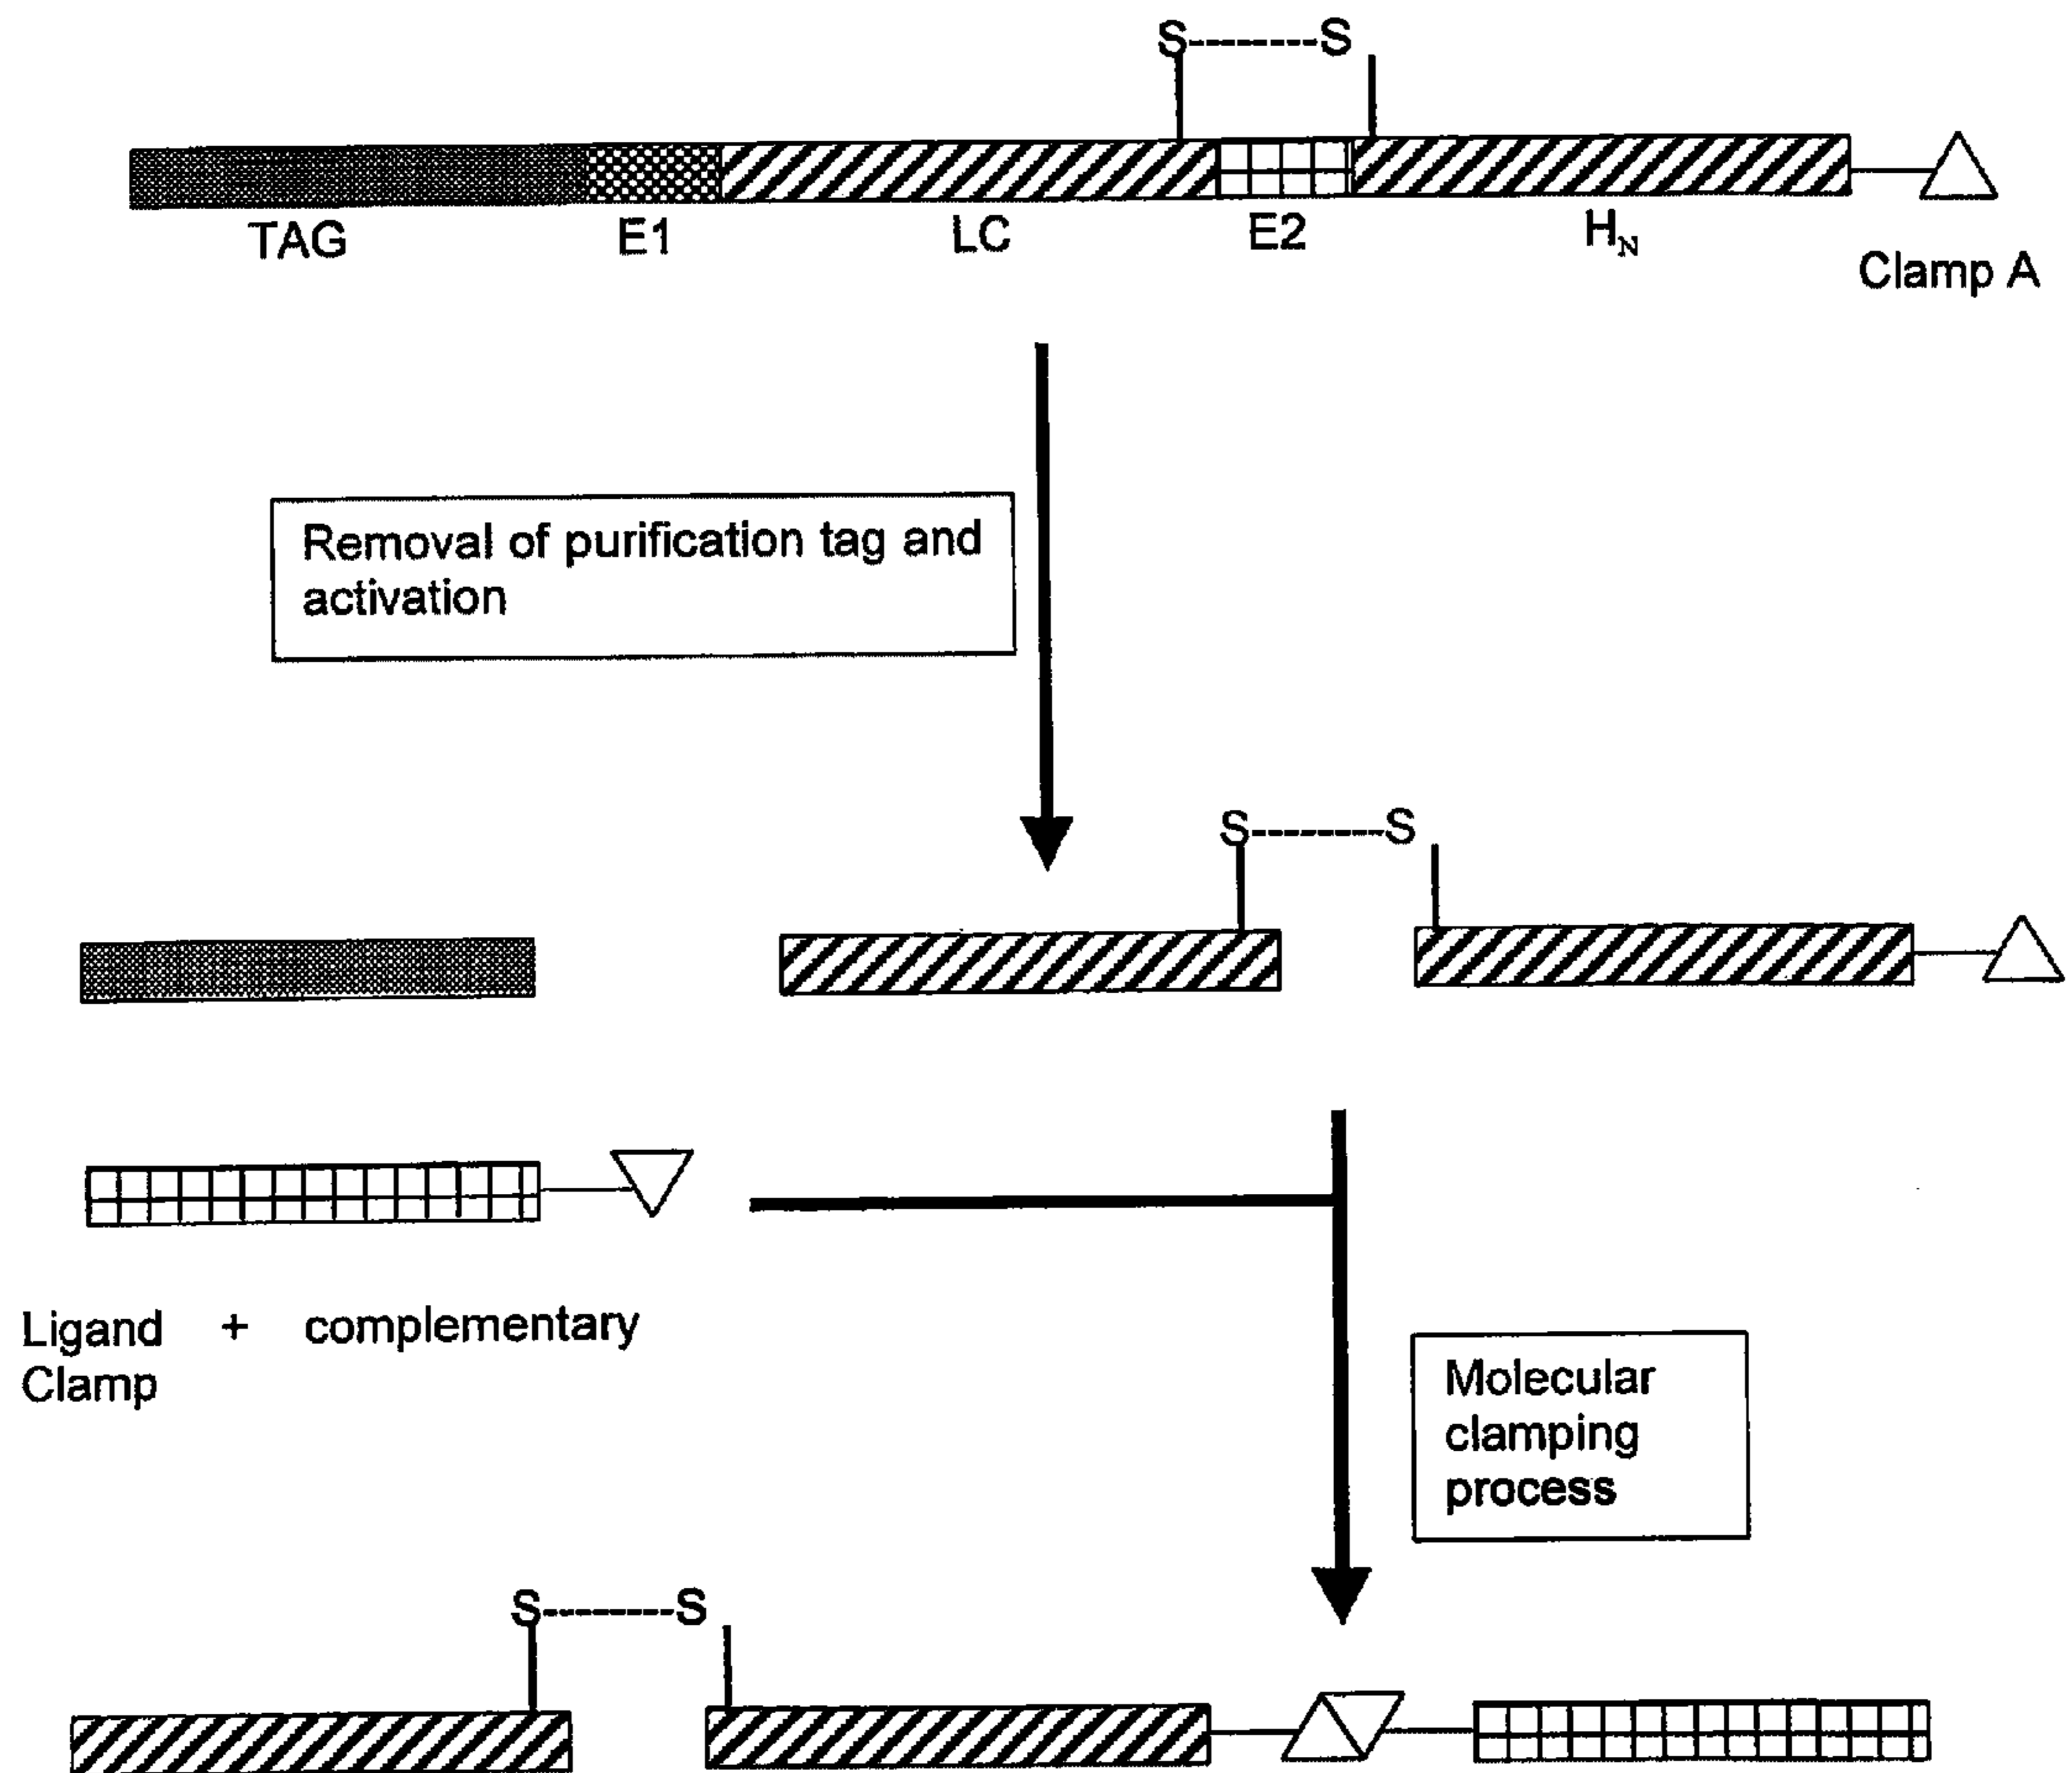 S---------S
TAG E1 LC E2 HN
Clamp A
Removal of purification tag and
activation
S---------S
Ligand + complementary
Clamp
Molecular
clamping
process
S---------S